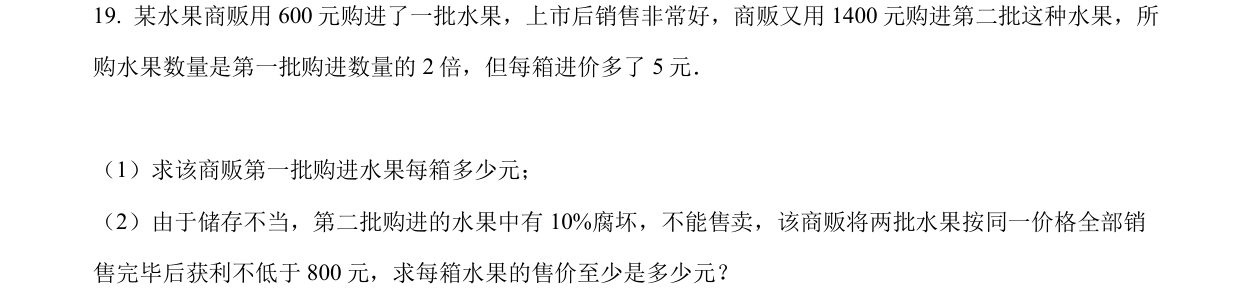 19. 某水果商贩用 600 元购进了一批水果，上市后销售非常好，商贩又用 1400 元购进第二批这种水果，所
购水果数量是第一批购进数量的 2 倍，但每箱进价多了 5 元．
（1）求该商贩第一批购进水果每箱多少元；
（2）由于储存不当，第二批购进的水果中有 10%腐坏，不能售卖，该商贩将两批水果按同一价格全部销
售完毕后获利不低于 800 元，求每箱水果的售价至少是多少元？